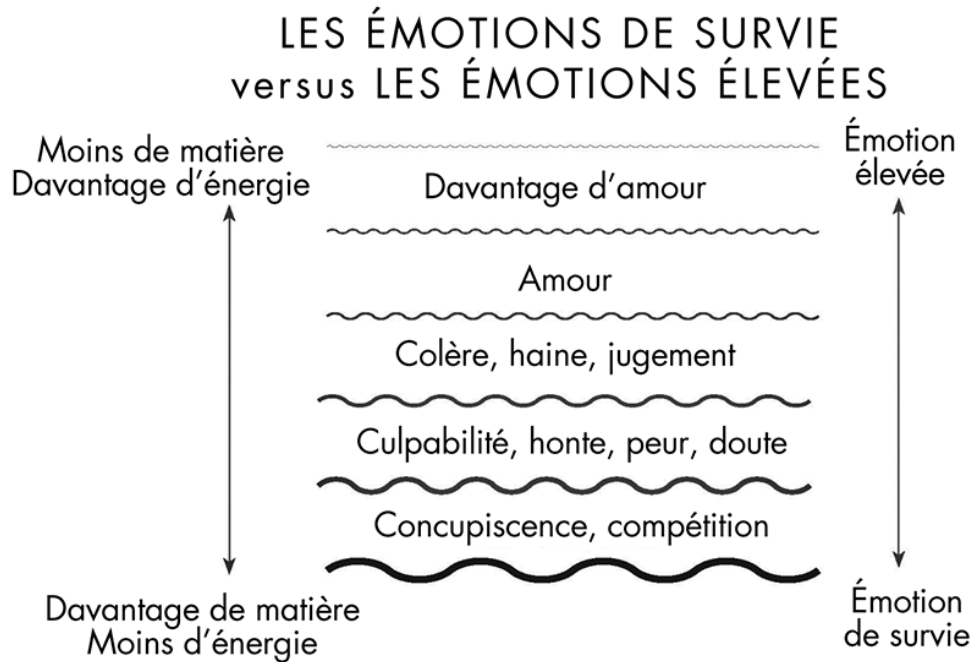 LES ÉMOTIONS DE SURVIE
versus LES ÉMOTIONS ÉLEVÉES
Moins de matière
Davantage d'énergie
Émotion
élevée
Davantage d'amour
Amour
Colère, haine, jugement
Culpabilité, honte, peur, doute
Concupiscence, compétition
Davantage de matière
Moins d'énergie
Émotion
de survie